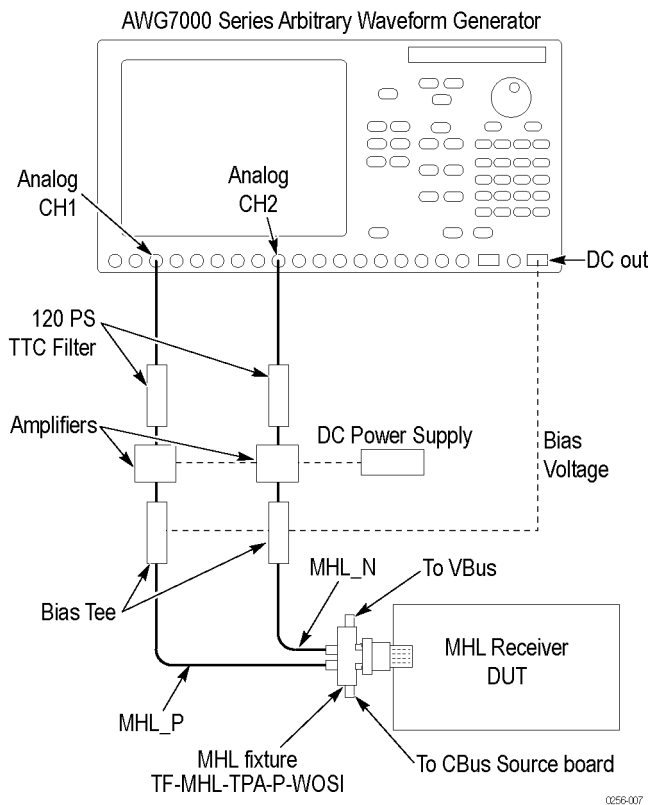 AWG7000 Series Arbitrary Waveform Generator
Analog
CH1
Analog
CH2
DC out
120 PS
TTC Filter
Amplifiers
DC Power Supply
Bias
Voltage
Bias Tee
MHL_N
To VBus
MHL Receiver
DUT
MHL_P
MHL fixture
TF-MHL-TPA-P-WOSI
To CBus Source board
0256-007